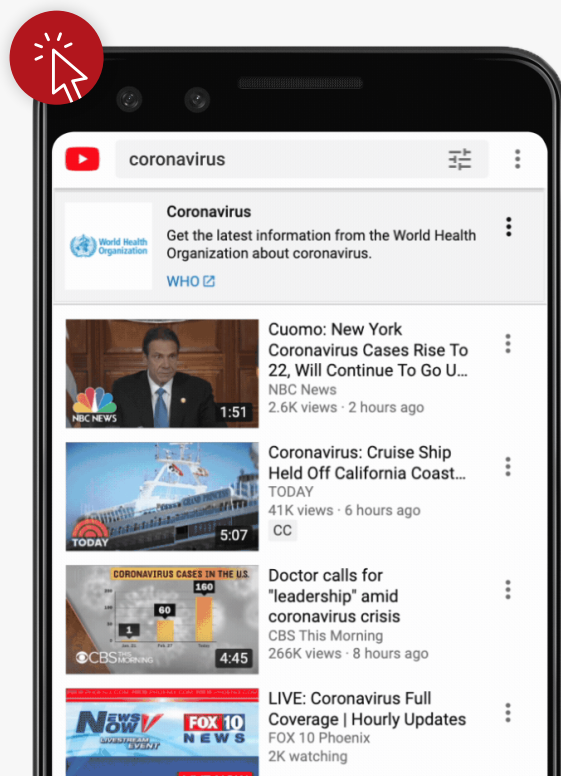 coronavirus
World Health
Organization
Coronavirus
Get the latest information from the World Health
Organization about coronavirus.
WHO
NBC NEWS
1:51
Cuomo: New York
Coronavirus Cases Rise To
22, Will Continue To Go U...
NBC News
2.6K views · 2 hours ago
TODAY
5:07
Coronavirus: Cruise Ship
Held Off California Coast...
TODAY
41K views · 6 hours ago
CC
CORONAVIRUS CASES IN THE U.S.
160
60
1
CBS THIS MORNING
4:45
Doctor calls for
"leadership" amid
coronavirus crisis
CBS This Morning
266K views · 8 hours ago
NEWS NOW
LIVESTREAM EVENT
FOX 10
NEWS
LIVE: Coronavirus Full
Coverage | Hourly Updates
FOX 10 Phoenix
2K watching